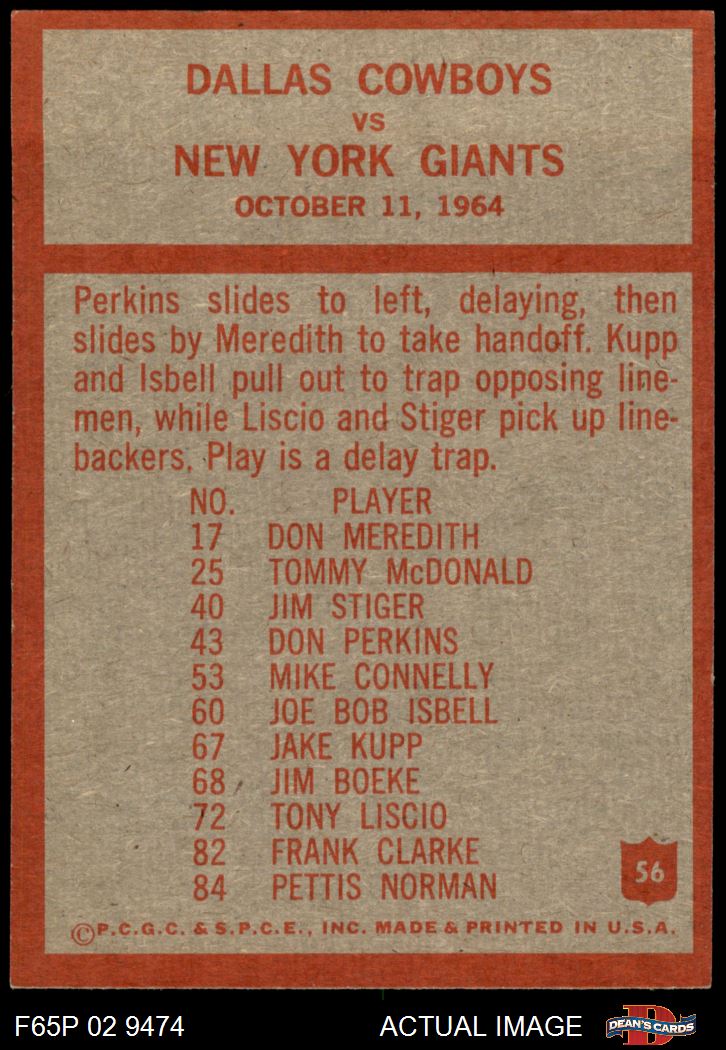 DALLAS COWBOYS
VS
NEW YORK GIANTS
OCTOBER 11, 1964
Perkins slides to left, delaying, then
slides by Meredith to take handoff. Kupp
and Isbell pull out to trap opposing line-
men, while Liscio and Stiger pick up line-
backers. Play is a delay trap.
NO. PLAYER
17 DON MEREDITH
25 TOMMY McDONALD
40 JIM STIGER
43 DON PERKINS
53 MIKE CONNELLY
60 JOE BOB ISBELL
67 JAKE KUPP
68 JIM BOEKE
72 TONY LISCIO
82 FRANK CLARKE
84 PETTIS NORMAN
56
©P.C.G.C. & S.P.C.E., INC. MADE & PRINTED IN U.S.A.
F65P 02 9474 ACTUAL IMAGE D DEAN'S CARDS